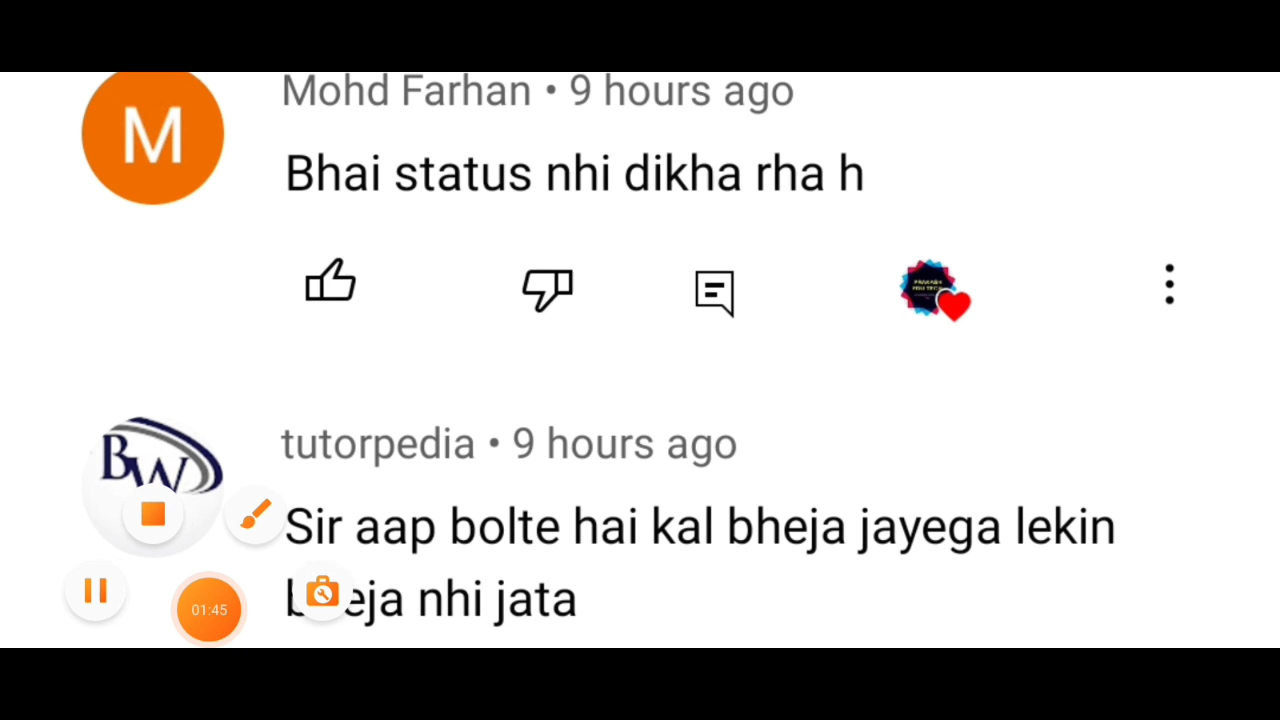 Mohd Farhan • 9 hours ago
M
Bhai status nhi dikha rha h
tutorpedia • 9 hours ago
BW
Sir aap bolte hai kal bheja jayega lekin
nhi jata
01:45